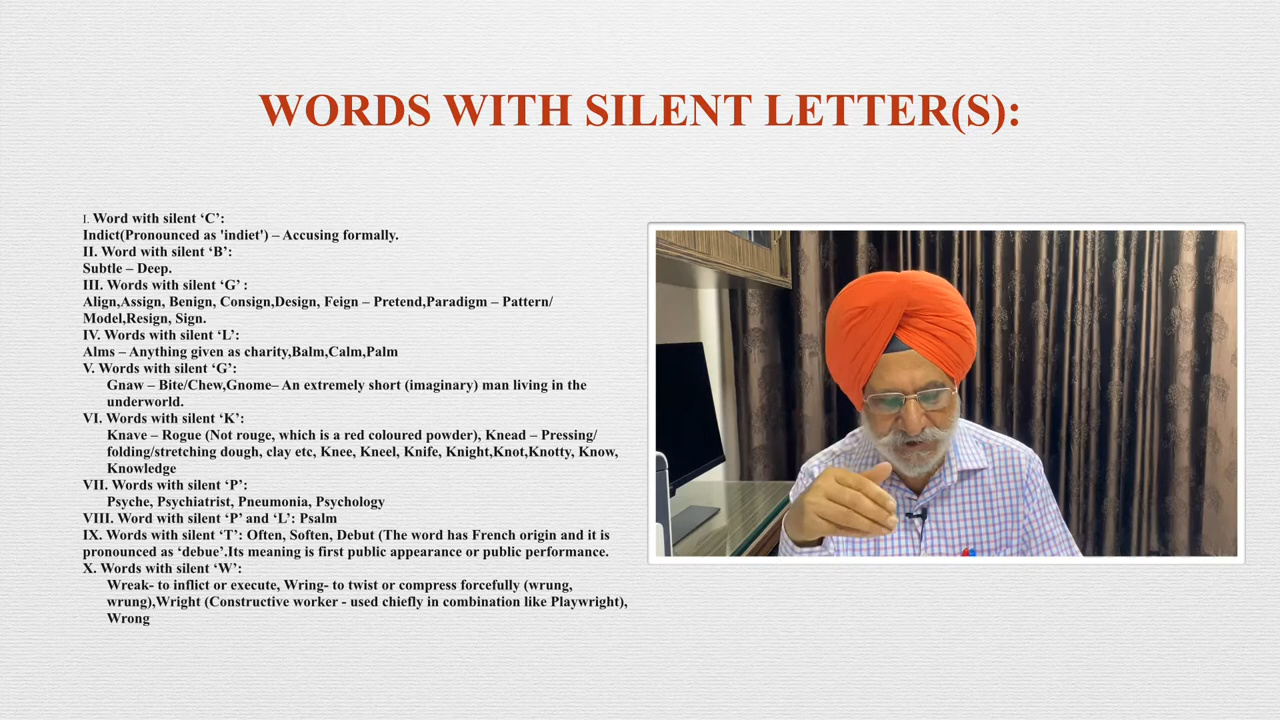 WORDS WITH SILENT LETTER(S):
I. Word with silent ‘C’:
Indict(Pronounced as 'indiet') – Accusing formally.
II. Word with silent ‘B’:
Subtle – Deep.
III. Words with silent ‘G’ :
Align,Assign, Benign, Consign,Design, Feign – Pretend,Paradigm – Pattern/
Model,Resign, Sign.
IV. Words with silent ‘L’:
Alms – Anything given as charity,Balm,Calm,Palm
V. Words with silent ‘G’:
Gnaw – Bite/Chew,Gnome– An extremely short (imaginary) man living in the
underworld.
VI. Words with silent ‘K’:
Knave – Rogue (Not rouge, which is a red coloured powder), Knead – Pressing/
folding/stretching dough, clay etc, Knee, Kneel, Knife, Knight,Knot,Knotty, Know,
Knowledge
VII. Words with silent ‘P’:
Psyche, Psychiatrist, Pneumonia, Psychology
VIII. Word with silent ‘P’ and ‘L’: Psalm
IX. Words with silent ‘T’: Often, Soften, Debut (The word has French origin and it is
pronounced as ‘debue’.Its meaning is first public appearance or public performance.
X. Words with silent ‘W’:
Wreak- to inflict or execute, Wring- to twist or compress forcefully (wrung,
wrung),Wright (Constructive worker - used chiefly in combination like Playwright),
Wrong